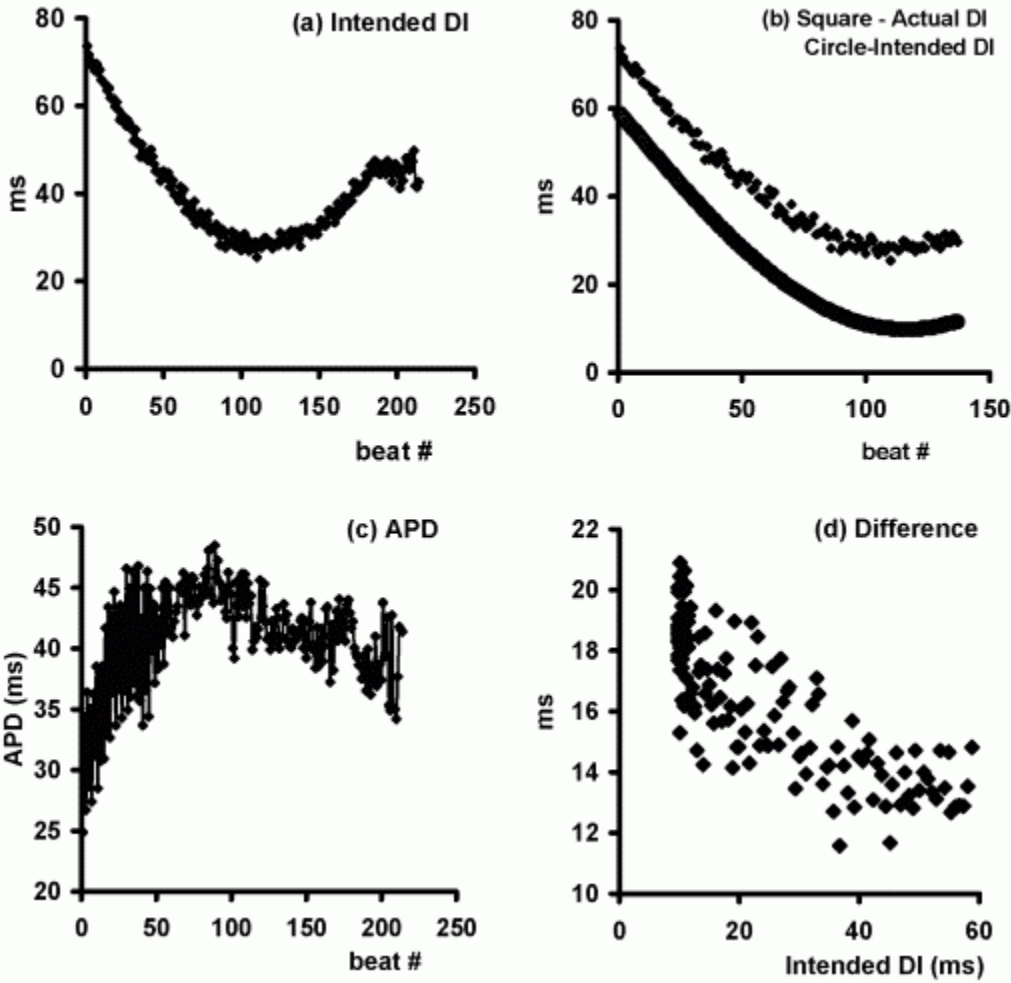 (a) Intended DI
80
60
40
20
0
ms
0 50 100 150 200 250
beat #
(b) Square - Actual DI
Circle-Intended DI
80
60
40
20
0
ms
0 50 100 150
beat #
(c) APD
50
45
40
35
30
25
20
APD (ms)
0 50 100 150 200 250
beat #
(d) Difference
22
20
18
16
14
12
10
ms
0 20 40 60
Intended DI (ms)